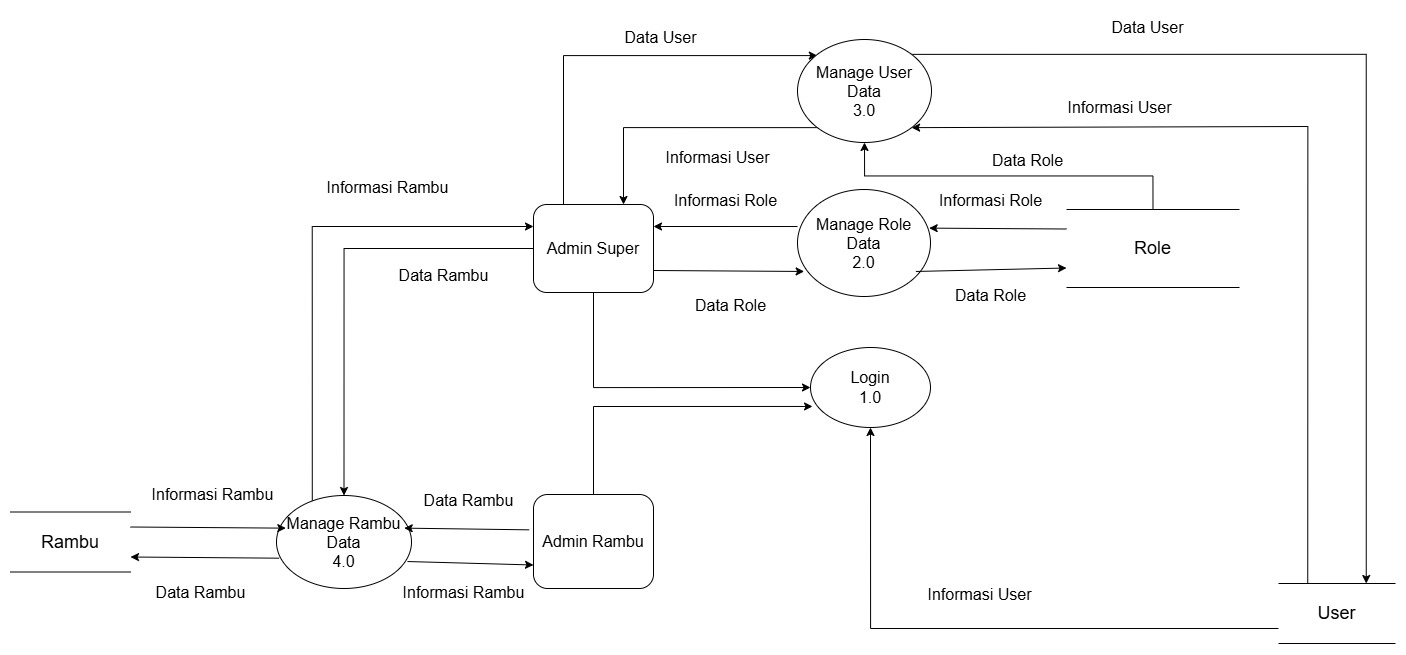 Data User
Data User
Manage User
Data
3.0
Informasi User
Informasi User
Data Role
Informasi Rambu
Informasi Role
Informasi Role
Manage Role
Data
2.0
Admin Super
Role
Data Rambu
Data Role
Data Role
Login
1.0
Informasi Rambu
Data Rambu
Manage Rambu
Data
4.0
Rambu
Admin Rambu
Data Rambu
Informasi Rambu
Informasi User
User